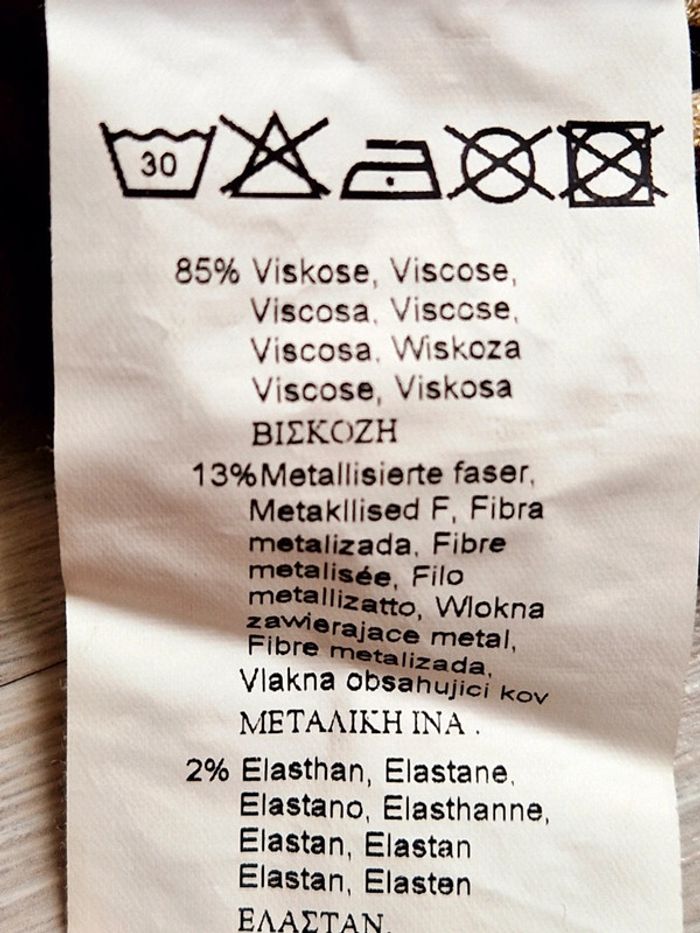 30
85% Viskose, Viscose,
Viscosa, Viscose,
Viscosa, Wiskoza
Viscose, Viskosa
ΒΙΣΚΟΖΗ
13% Metallisierte faser,
Metakllised F, Fibra
metalizada, Fibre
metalisée, Filo
metallizatto, Wlokna
zawierajace metal,
Fibre metalizada,
Vlakna obsahujici kov
ΜΕΤΑΛΙΚΗ ΙΝΑ .
2% Elasthan, Elastane,
Elastano, Elasthanne,
Elastan, Elastan
Elastan, Elasten
ΕΛΑΣΤΑΝ.